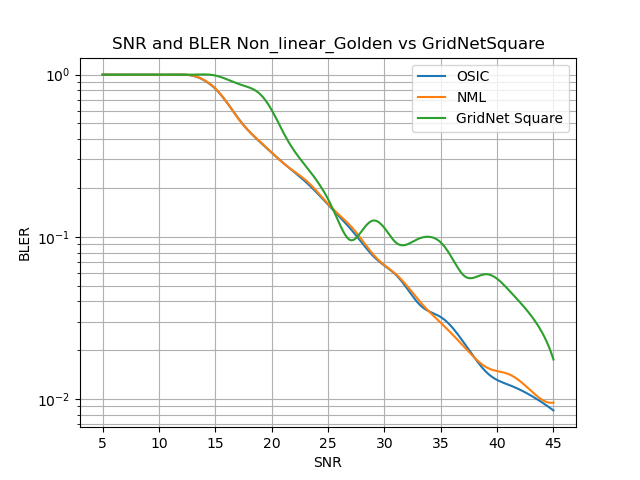 SNR and BLER Non_linear_Golden vs GridNetSquare
OSIC
NML
GridNet Square
10⁰
10⁻¹
10⁻²
BLER
5 10 15 20 25 30 35 40 45
SNR